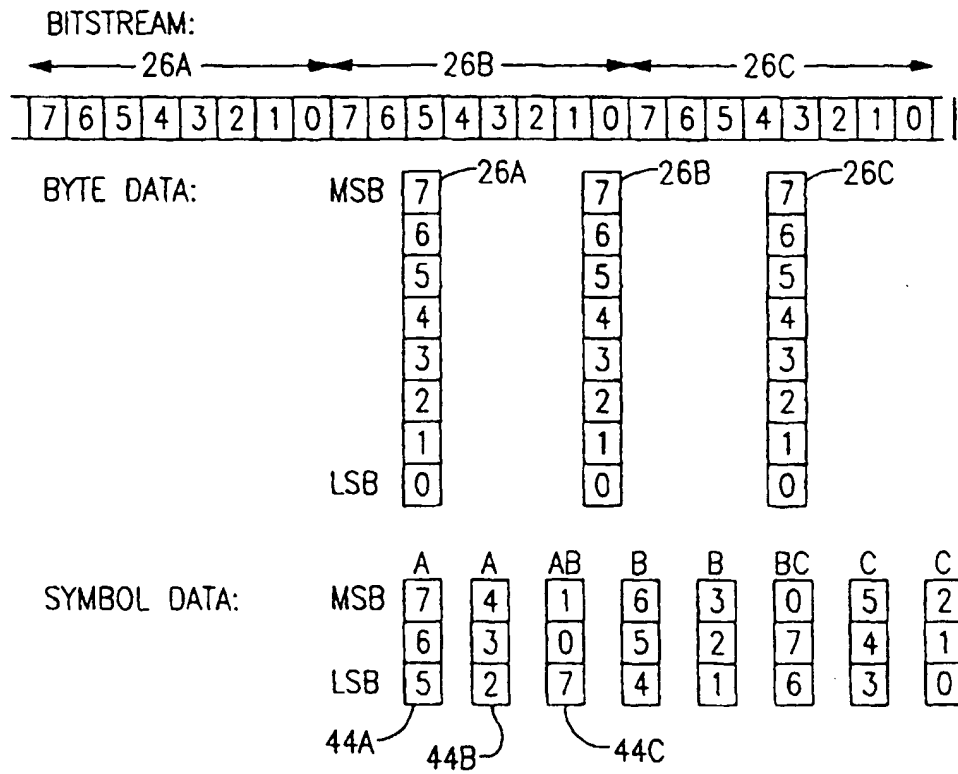 BITSTREAM:
26A 26B 26C
7 6 5 4 3 2 1 0 7 6 5 4 3 2 1 0 7 6 5 4 3 2 1 0
BYTE DATA: MSB 7 26A 7 26B 7 26C
6 6 6
5 5 5
4 4 4
3 3 3
2 2 2
1 1 1
LSB 0 0 0
A A AB B B BC C C
SYMBOL DATA: MSB 7 4 1 6 3 0 5 2
6 3 0 5 2 7 4 1
LSB 5 2 7 4 1 6 3 0
44A 44B 44C